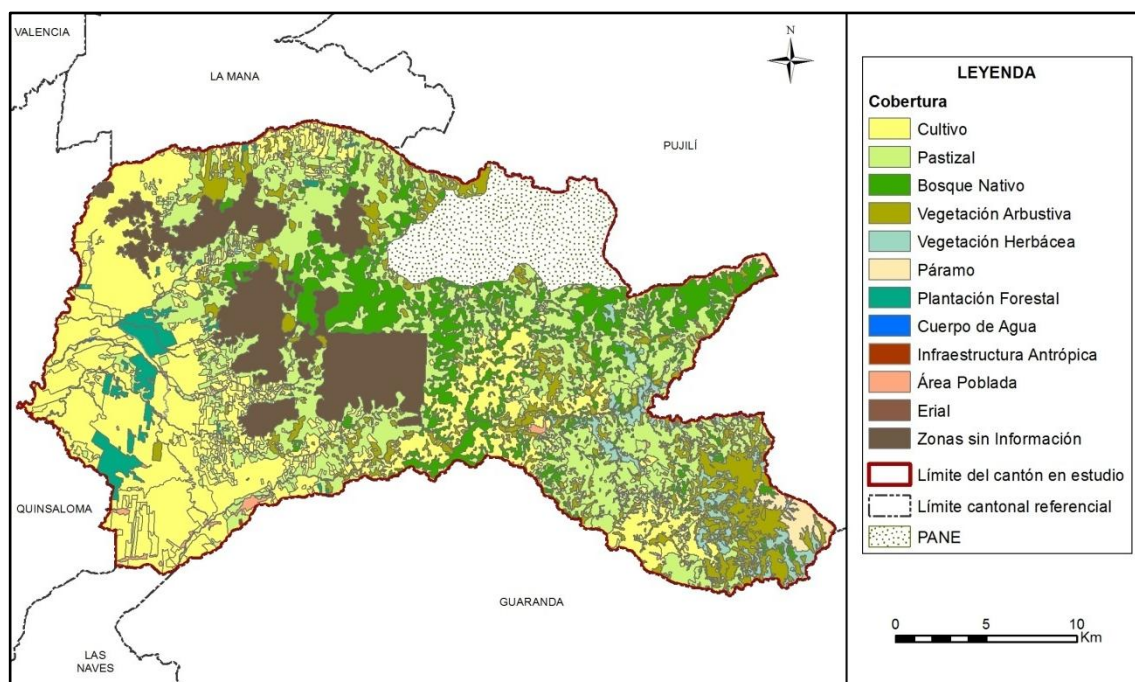 VALENCIA
LA MANA
N
PUJILÍ
QUINSALOMA
GUARANDA
LAS
NAVES
LEYENDA
Cobertura
Cultivo
Pastizal
Bosque Nativo
Vegetación Arbustiva
Vegetación Herbácea
Páramo
Plantación Forestal
Cuerpo de Agua
Infraestructura Antrópica
Área Poblada
Erial
Zonas sin Información
Límite del cantón en estudio
Límite cantonal referencial
PANE
0 5 10
Km